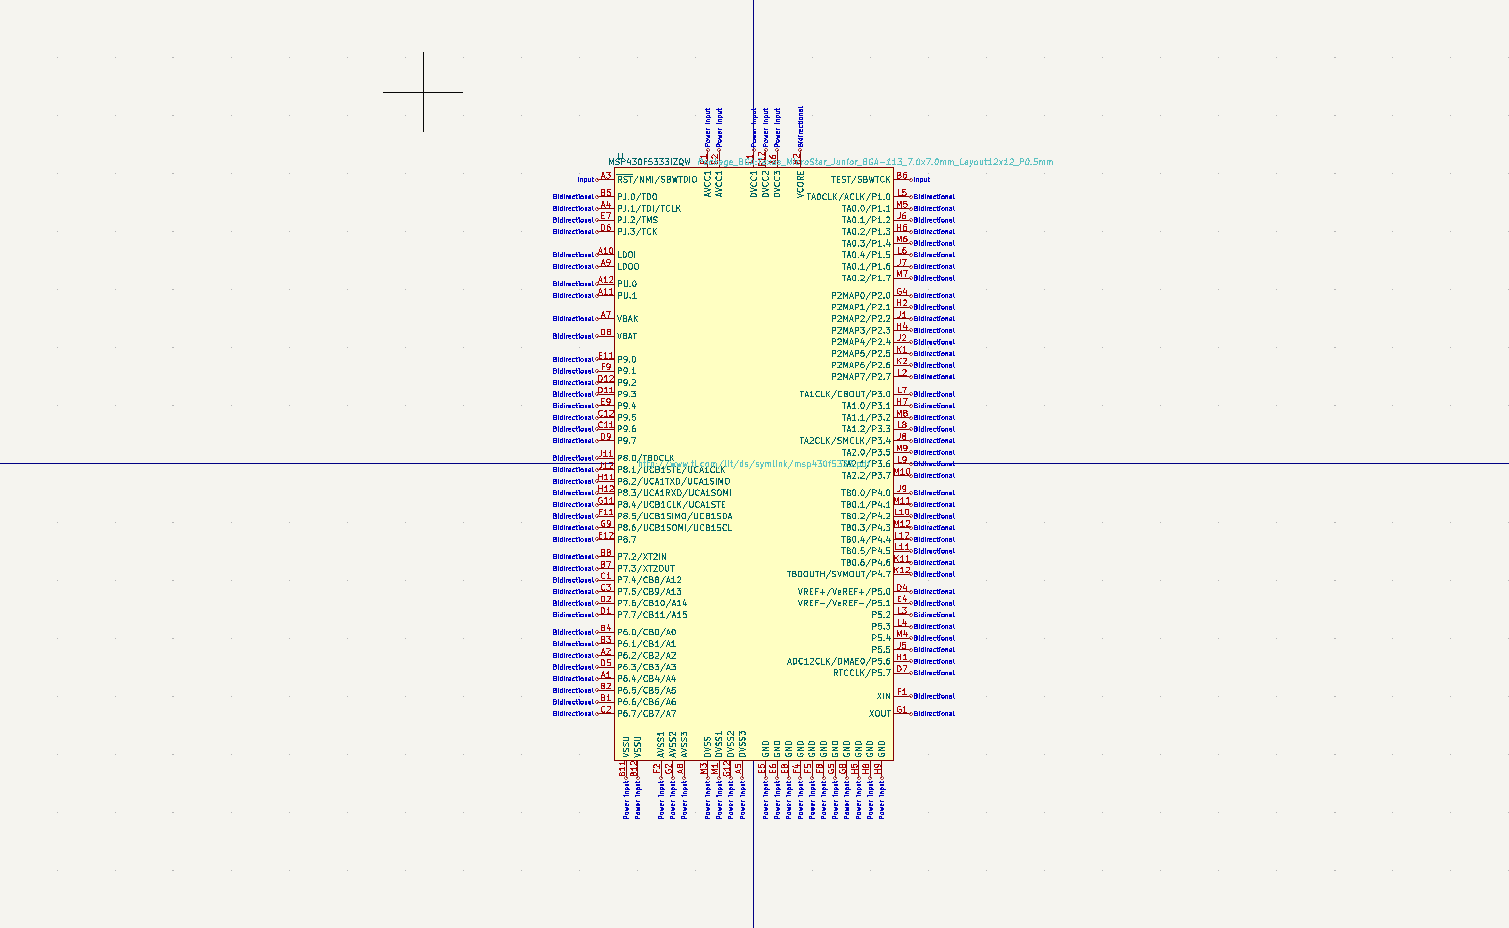 MSP430F5333IZQW
Input A3 RST/NMI/SBWTDIO
Bidirectional B5 PJ.0/TDO
Bidirectional A4 PJ.1/TDI/TCLK
Bidirectional E7 PJ.2/TMS
Bidirectional D6 PJ.3/TCK
Bidirectional A10 LDOI
Bidirectional A9 LDOO
Bidirectional A12 PU.0
Bidirectional A11 PU.1
Bidirectional A7 VBAK
Bidirectional D8 VBAT
Bidirectional E11 P9.0
Bidirectional F9 P9.1
Bidirectional D12 P9.2
Bidirectional D11 P9.3
Bidirectional E9 P9.4
Bidirectional C12 P9.5
Bidirectional C11 P9.6
Bidirectional D9 P9.7
Bidirectional J11 P8.0/TB0CLK
Bidirectional J12 P8.1/UCB1STE/UCA1CLK
Bidirectional H11 P8.2/UCA1TXD/UCA1SIMO
Bidirectional H12 P8.3/UCA1RXD/UCA1SOMI
Bidirectional G11 P8.4/UCB1CLK/UCA1STE
Bidirectional F11 P8.5/UCB1SIMO/UCB1SDA
Bidirectional G9 P8.6/UCB1SOMI/UCB1SCL
Bidirectional F12 P8.7
Bidirectional B8 P7.2/XT2IN
Bidirectional B7 P7.3/XT2OUT
Bidirectional C1 P7.4/CB8/A12
Bidirectional C3 P7.5/CB9/A13
Bidirectional D2 P7.6/CB10/A14
Bidirectional D1 P7.7/CB11/A15
Bidirectional B4 P6.0/CB0/A0
Bidirectional B3 P6.1/CB1/A1
Bidirectional A2 P6.2/CB2/A2
Bidirectional D5 P6.3/CB3/A3
Bidirectional A1 P6.4/CB4/A4
Bidirectional B2 P6.5/CB5/A5
Bidirectional B1 P6.6/CB6/A6
Bidirectional C2 P6.7/CB7/A7
Power Input AVCC1
Power Input AVCC1
Power Input DVCC1
Power Input DVCC2
Power Input DVCC3
Bidirectional VCORE
TEST/SBWTCK B6 Input
TA0CLK/ACLK/P1.0 L5 Bidirectional
TA0.0/P1.1 M5 Bidirectional
TA0.1/P1.2 J6 Bidirectional
TA0.2/P1.3 H6 Bidirectional
TA0.3/P1.4 M6 Bidirectional
TA0.4/P1.5 L6 Bidirectional
TA0.1/P1.6 J7 Bidirectional
TA0.2/P1.7 M7 Bidirectional
P2MAP0/P2.0 G4 Bidirectional
P2MAP1/P2.1 H2 Bidirectional
P2MAP2/P2.2 J1 Bidirectional
P2MAP3/P2.3 H4 Bidirectional
P2MAP4/P2.4 J2 Bidirectional
P2MAP5/P2.5 K1 Bidirectional
P2MAP6/P2.6 K2 Bidirectional
P2MAP7/P2.7 L2 Bidirectional
TA1CLK/CBOUT/P3.0 L7 Bidirectional
TA1.0/P3.1 H7 Bidirectional
TA1.1/P3.2 M8 Bidirectional
TA1.2/P3.3 L8 Bidirectional
TA2CLK/SMCLK/P3.4 J8 Bidirectional
TA2.0/P3.5 M9 Bidirectional
TA2.1/P3.6 L9 Bidirectional
TA2.2/P3.7 M10 Bidirectional
TB0.0/P4.0 J9 Bidirectional
TB0.1/P4.1 M11 Bidirectional
TB0.2/P4.2 L10 Bidirectional
TB0.3/P4.3 M12 Bidirectional
TB0.4/P4.4 L12 Bidirectional
TB0.5/P4.5 L11 Bidirectional
TB0.6/P4.6 K11 Bidirectional
TB0OUTH/SVMOUT/P4.7 K12 Bidirectional
VREF+/VeREF+/P5.0 D4 Bidirectional
VREF-/VeREF-/P5.1 E4 Bidirectional
P5.2 L3 Bidirectional
P5.3 L4 Bidirectional
P5.4 M4 Bidirectional
P5.5 J5 Bidirectional
ADC12CLK/DMAE0/P5.6 H1 Bidirectional
RTCCLK/P5.7 D7 Bidirectional
XIN F1 Bidirectional
XOUT G1 Bidirectional
VSSU B11 Power Input
VSSU B12 Power Input
AVSS1 F2 Power Input
AVSS2 G2 Power Input
AVSS3 A8 Power Input
DVSS M3 Power Input
DVSS1 M1 Power Input
DVSS2 G12 Power Input
DVSS3 A5 Power Input
GND E5 Power Input
GND E6 Power Input
GND E8 Power Input
GND F4 Power Input
GND F5 Power Input
GND F8 Power Input
GND G5 Power Input
GND G8 Power Input
GND H5 Power Input
GND H8 Power Input
GND H9 Power Input